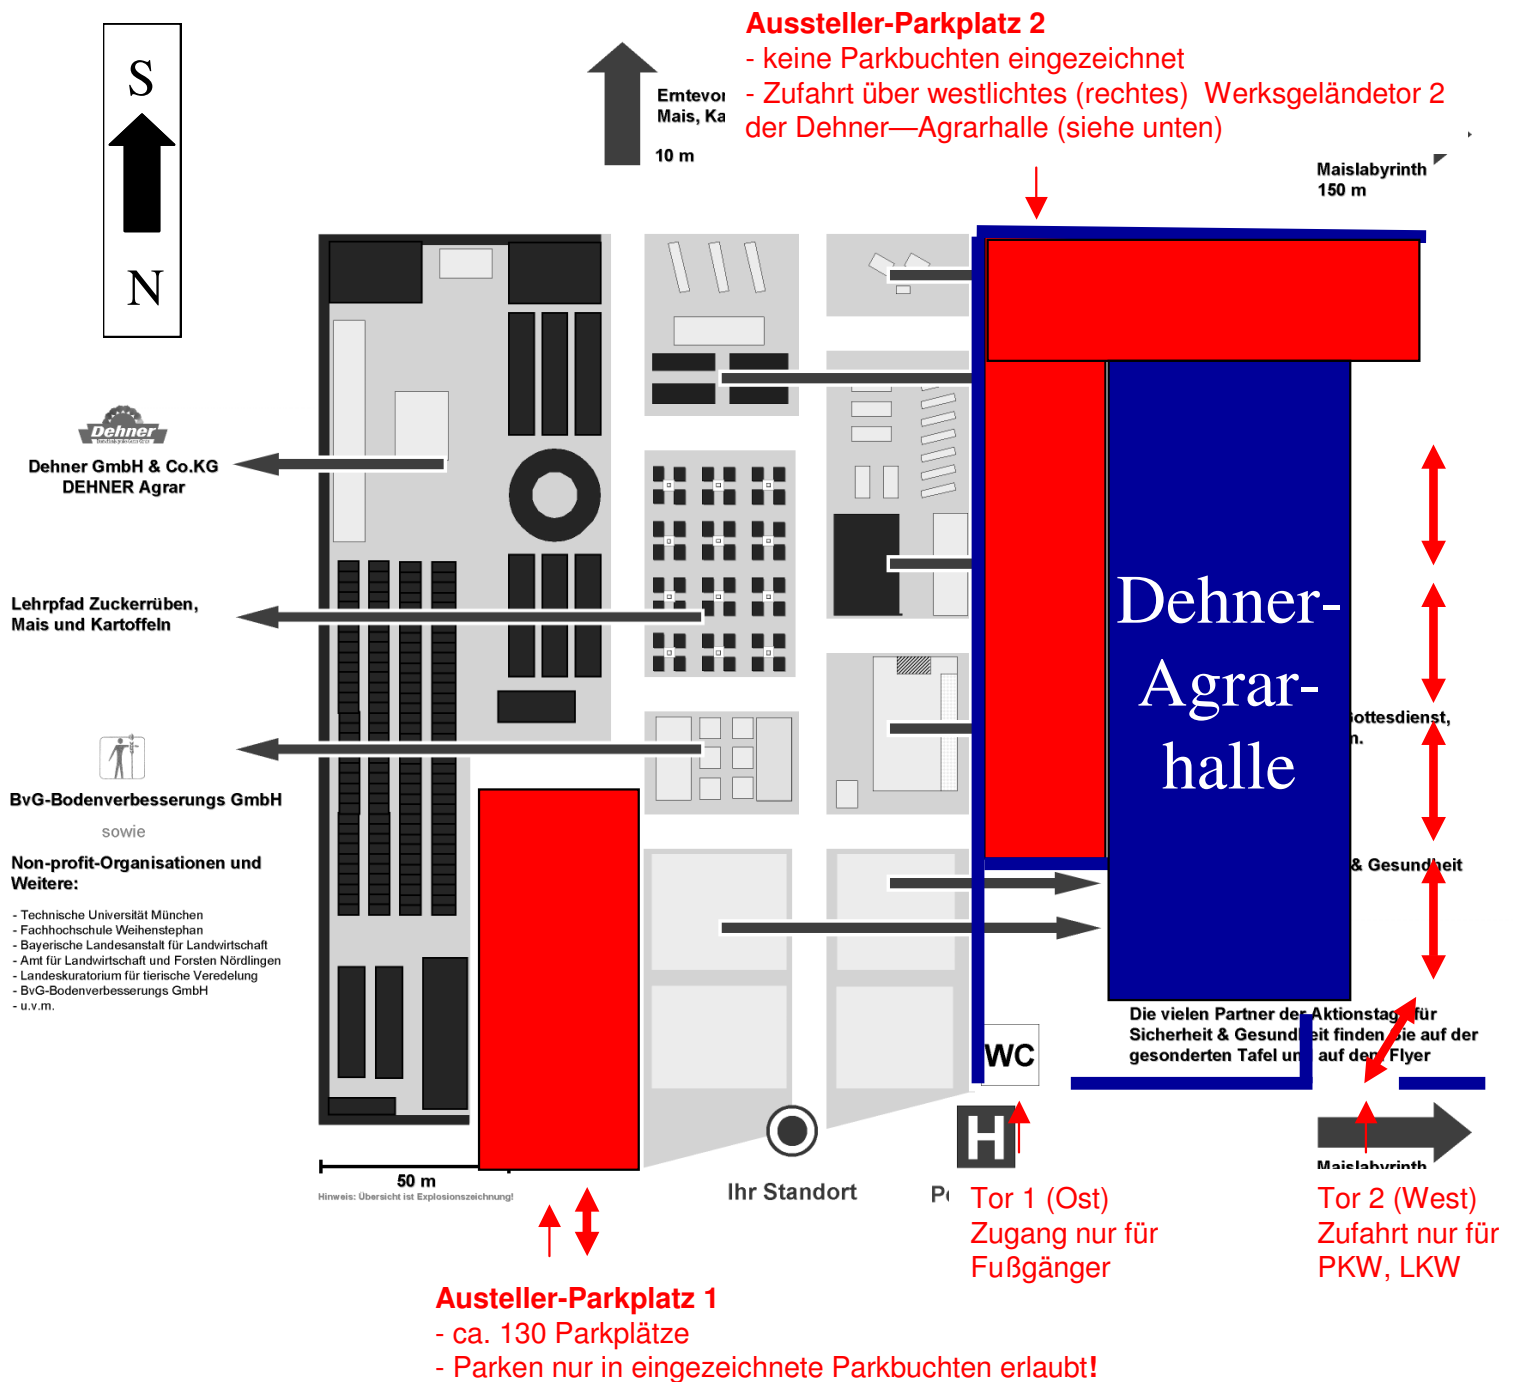 Aussteller-Parkplatz 2
- keine Parkbuchten eingezeichnet
- Zufahrt über westlichtes (rechtes) Werksgeländetor 2
der Dehner—Agrarhalle (siehe unten)
S
N
Mais, Ka
10 m
Maislabyrinth
150 m
Dehner
Dehner GmbH & Co.KG
DEHNER Agrar
Lehrpfad Zuckerrüben,
Mais und Kartoffeln
BvG-Bodenverbesserungs GmbH
sowie
Non-profit-Organisationen und
Weitere:
- Technische Universität München
- Fachhochschule Weihenstephan
- Bayerische Landesanstalt für Landwirtschaft
- Amt für Landwirtschaft und Forsten Nördlingen
- Landeskuratorium für tierische Veredelung
- BvG-Bodenverbesserungs GmbH
- u.v.m.
Dehner-
Agrar-
halle
Gottesdienst,
& Gesundheit
Die vielen Partner der Aktionstage für
Sicherheit & Gesundheit finden Sie auf der
gesonderten Tafel und auf dem Flyer
WC
H
50 m
Hinweis: Übersicht ist Explosionszeichnung!
Ihr Standort
Maislabyrinth
Tor 1 (Ost)
Zugang nur für
Fußgänger
Tor 2 (West)
Zufahrt nur für
PKW, LKW
Austeller-Parkplatz 1
- ca. 130 Parkplätze
- Parken nur in eingezeichnete Parkbuchten erlaubt!